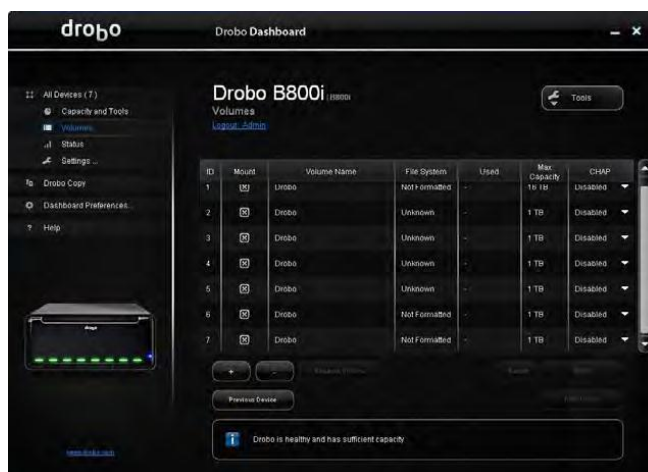 drobo
Drobo Dashboard
All Devices (7)
Capacity and Tools
Volumes
Status
Settings ...
Drobo Copy
Dashboard Preferences...
Help
Drobo B800i
Volumes
Logout Admin
Tools
ID Mount Volume Name File System Used Max Capacity CHAP
1 Drobo Not Formatted - 16 TB Disabled
2 Drobo Unknown - 1 TB Disabled
3 Drobo Unknown - 1 TB Disabled
4 Drobo Unknown - 1 TB Disabled
5 Drobo Unknown - 1 TB Disabled
6 Drobo Not Formatted - 1 TB Disabled
7 Drobo Not Formatted - 1 TB Disabled
+ -
Previous Device
Drobo is healthy and has sufficient capacity